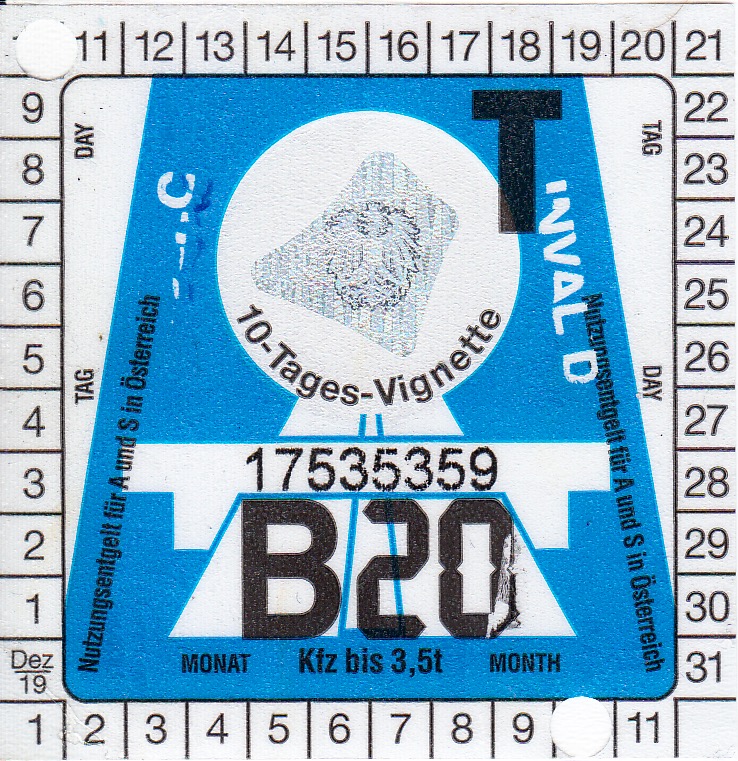 11 12 13 14 15 16 17 18 19 20 21
9 22
8 23
7 24
6 25
5 26
4 27
3 28
2 29
1 30
Dez 19 31
1 2 3 4 5 6 7 8 9 11
DAY
TAG
TAG
DAY
T
INVAL D
10-Tages-Vignette
Nutzungsentgelt für A und S in Österreich
Nutzungsentgelt für A und S in Österreich
17535359
B20
MONAT Kfz bis 3,5t MONTH